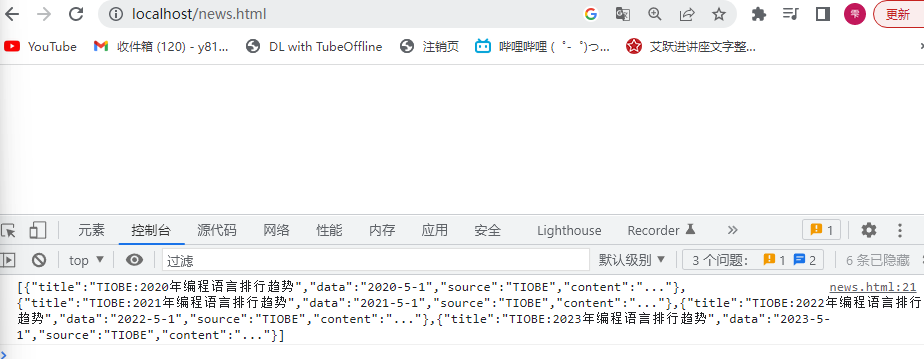 localhost/news.html
更新
YouTube 收件箱 (120) - y81... DL with TubeOffline 注销页 哔哩哔哩 (゜-゜)つ... 艾跃进讲座文字整...
元素 控制台 源代码 网络 性能 内存 应用 安全 Lighthouse Recorder 1
top 过滤 默认级别 3 个问题: 1 2 6 条已隐藏
[{"title":"TIOBE:2020年编程语言排行趋势","data":"2020-5-1","source":"TIOBE","content":"..."}, news.html:21
{"title":"TIOBE:2021年编程语言排行趋势","data":"2021-5-1","source":"TIOBE","content":"..."},{"title":"TIOBE:2022年编程语言排行
趋势","data":"2022-5-1","source":"TIOBE","content":"..."},{"title":"TIOBE:2023年编程语言排行趋势","data":"2023-5-
1","source":"TIOBE","content":"..."}]